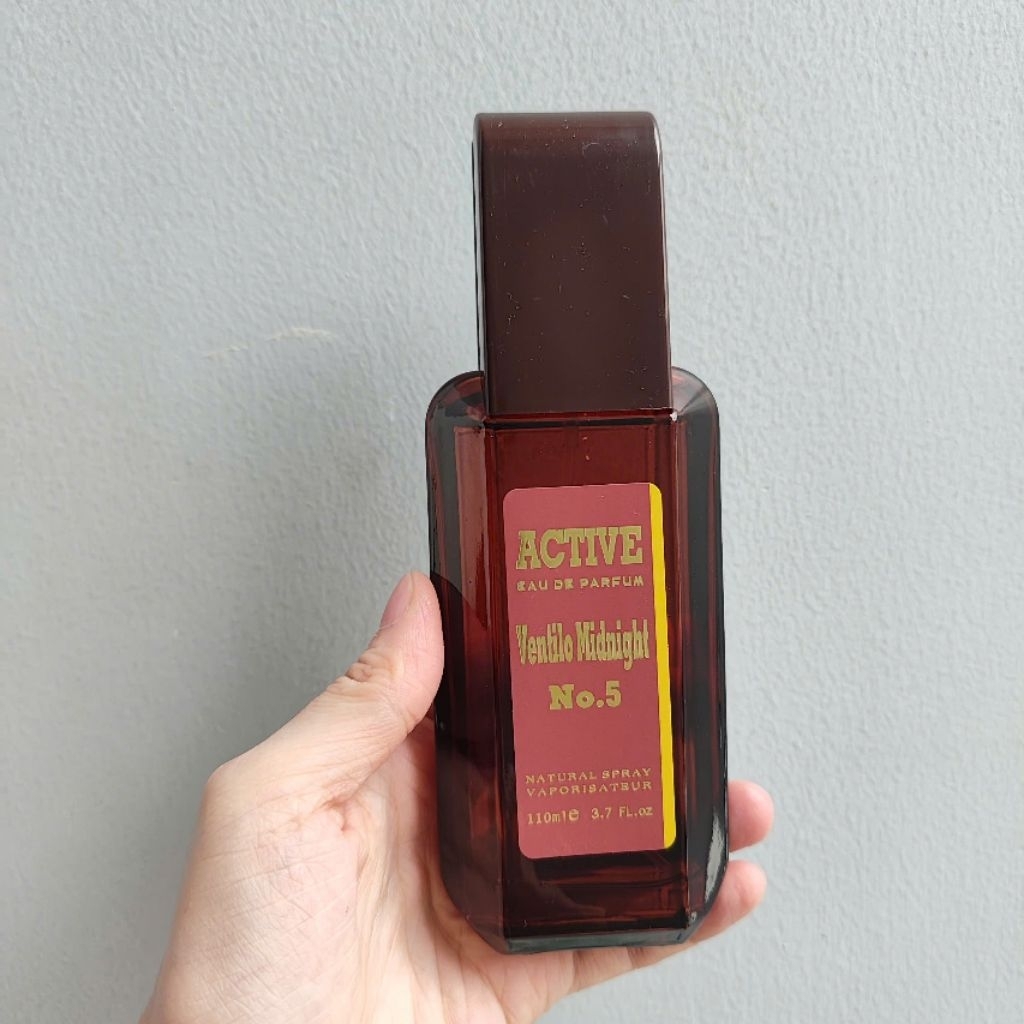 ACTIVE
EAU DE PARFUM
Ventilo Midnight
No.5
NATURAL SPRAY
VAPORISATEUR
110ml℮ 3.7 FL.oz